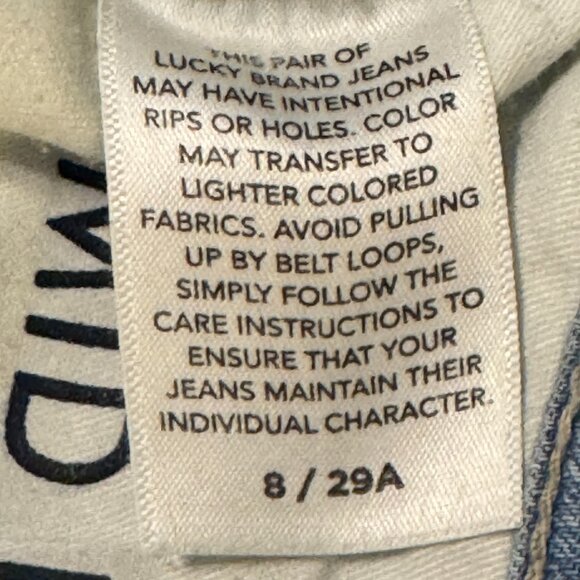 THIS PAIR OF
LUCKY BRAND JEANS
MAY HAVE INTENTIONAL
RIPS OR HOLES. COLOR
MAY TRANSFER TO
LIGHTER COLORED
FABRICS. AVOID PULLING
UP BY BELT LOOPS,
SIMPLY FOLLOW THE
CARE INSTRUCTIONS TO
ENSURE THAT YOUR
JEANS MAINTAIN THEIR
INDIVIDUAL CHARACTER.
8 / 29A
MID